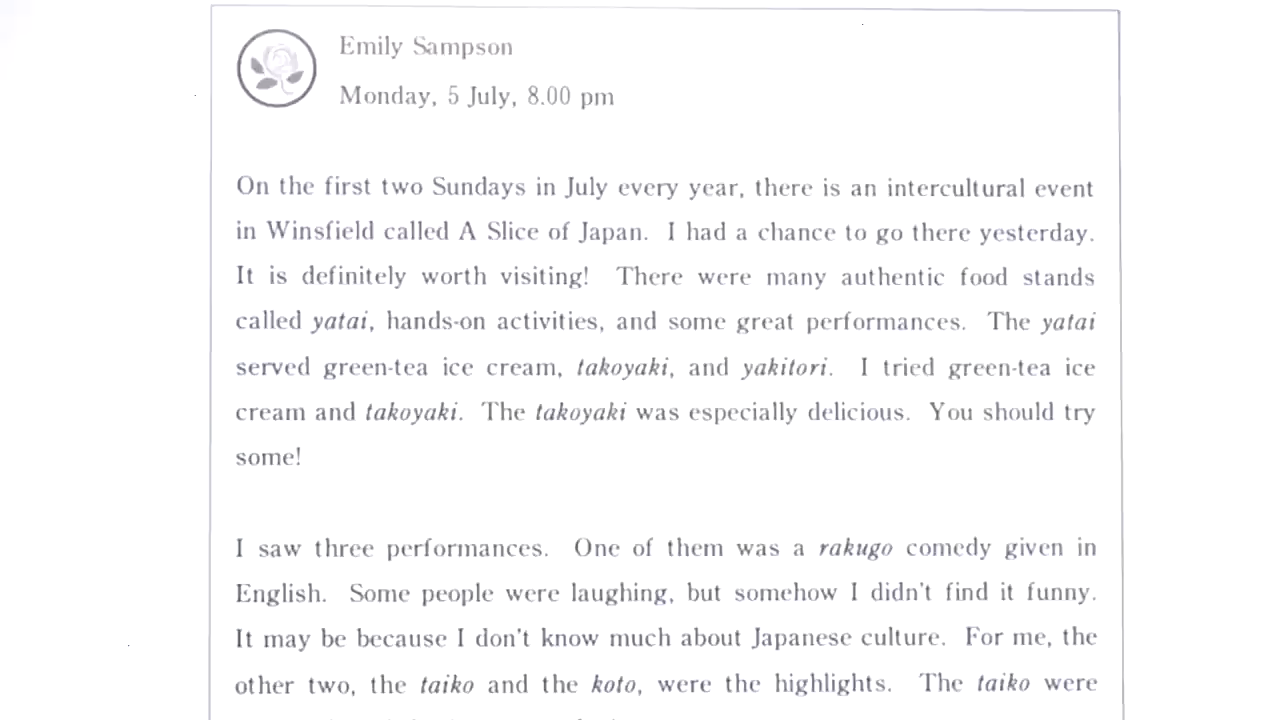 Emily Sampson
Monday, 5 July, 8.00 pm
On the first two Sundays in July every year, there is an intercultural event
in Winsfield called A Slice of Japan. I had a chance to go there yesterday.
It is definitely worth visiting! There were many authentic food stands
called yatai, hands-on activities, and some great performances. The yatai
served green-tea ice cream, takoyaki, and yakitori. I tried green-tea ice
cream and takoyaki. The takoyaki was especially delicious. You should try
some!
I saw three performances. One of them was a rakugo comedy given in
English. Some people were laughing, but somehow I didn't find it funny.
It may be because I don't know much about Japanese culture. For me, the
other two, the taiko and the koto, were the highlights. The taiko were